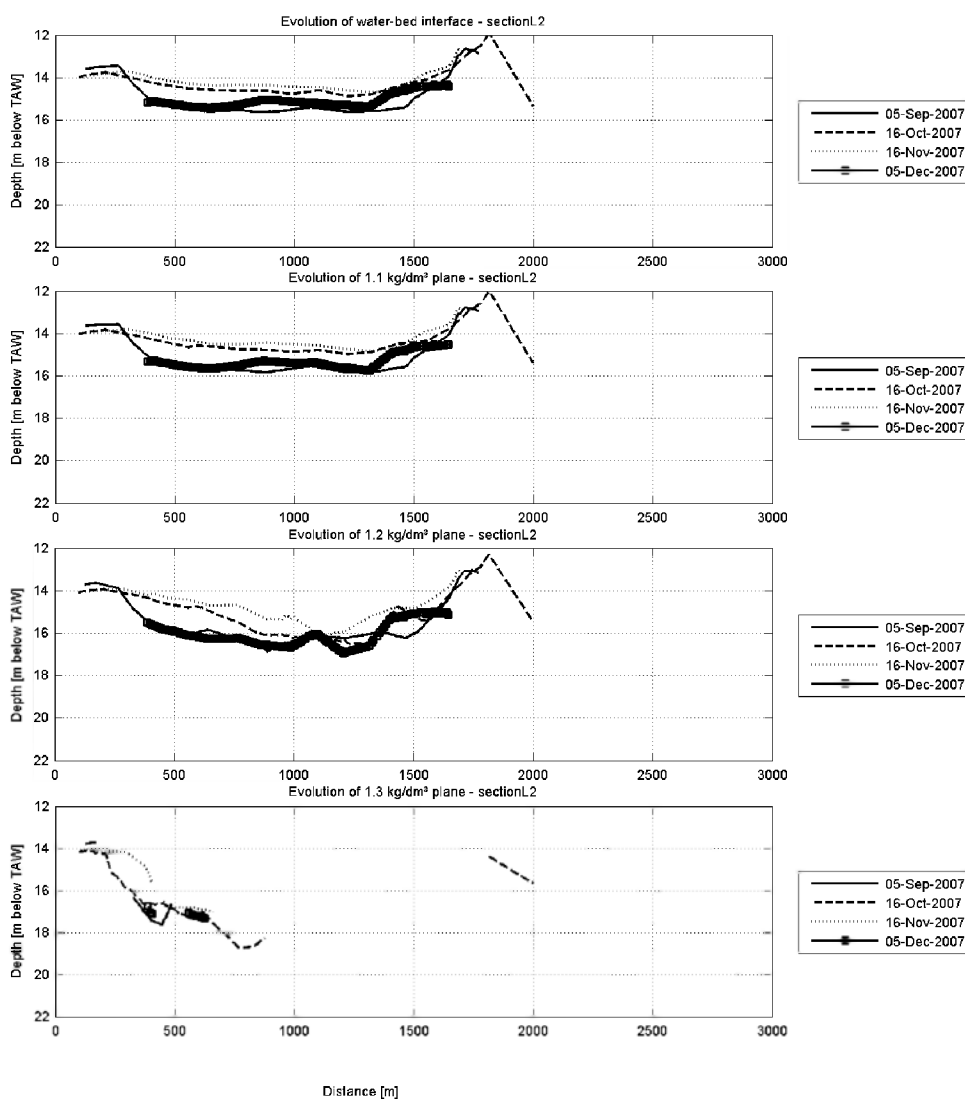 Evolution of water-bed interface - sectionL2
12
14
16
18
20
22
Depth [m below TAW]
0 500 1000 1500 2000 2500 3000
05-Sep-2007
16-Oct-2007
16-Nov-2007
05-Dec-2007
Evolution of 1.1 kg/dm³ plane - sectionL2
12
14
16
18
20
22
Depth [m below TAW]
0 500 1000 1500 2000 2500 3000
05-Sep-2007
16-Oct-2007
16-Nov-2007
05-Dec-2007
Evolution of 1.2 kg/dm³ plane - sectionL2
12
14
16
18
20
22
Depth [m below TAW]
0 500 1000 1500 2000 2500 3000
05-Sep-2007
16-Oct-2007
16-Nov-2007
05-Dec-2007
Evolution of 1.3 kg/dm³ plane - sectionL2
12
14
16
18
20
22
Depth [m below TAW]
0 500 1000 1500 2000 2500 3000
05-Sep-2007
16-Oct-2007
16-Nov-2007
05-Dec-2007
Distance [m]